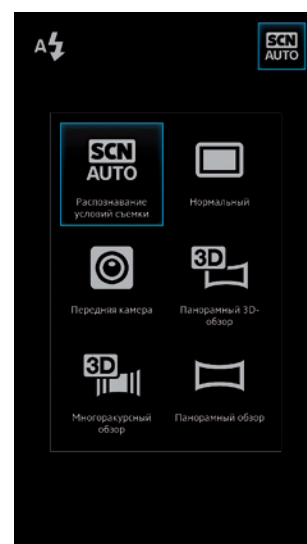 A
SCN
AUTO
SCN
AUTO
Распознавание
условий съемки
Нормальный
Передняя камера
3D
Панорамный 3D-
обзор
3D
Многоракурсный
обзор
Панорамный обзор